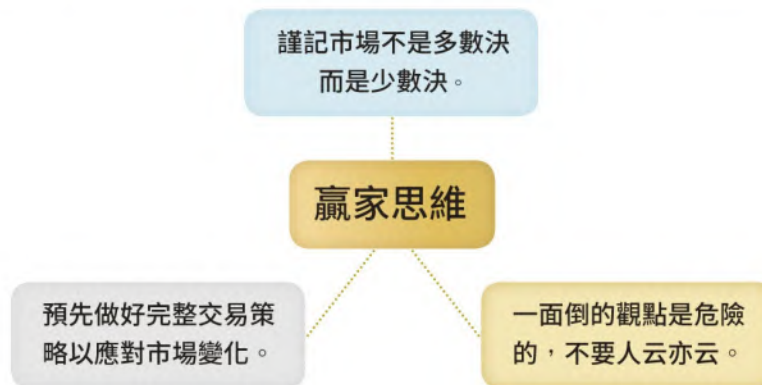 謹記市場不是多數決
而是少數決。
贏家思維
預先做好完整交易策
略以應對市場變化。
一面倒的觀點是危險
的，不要人云亦云。